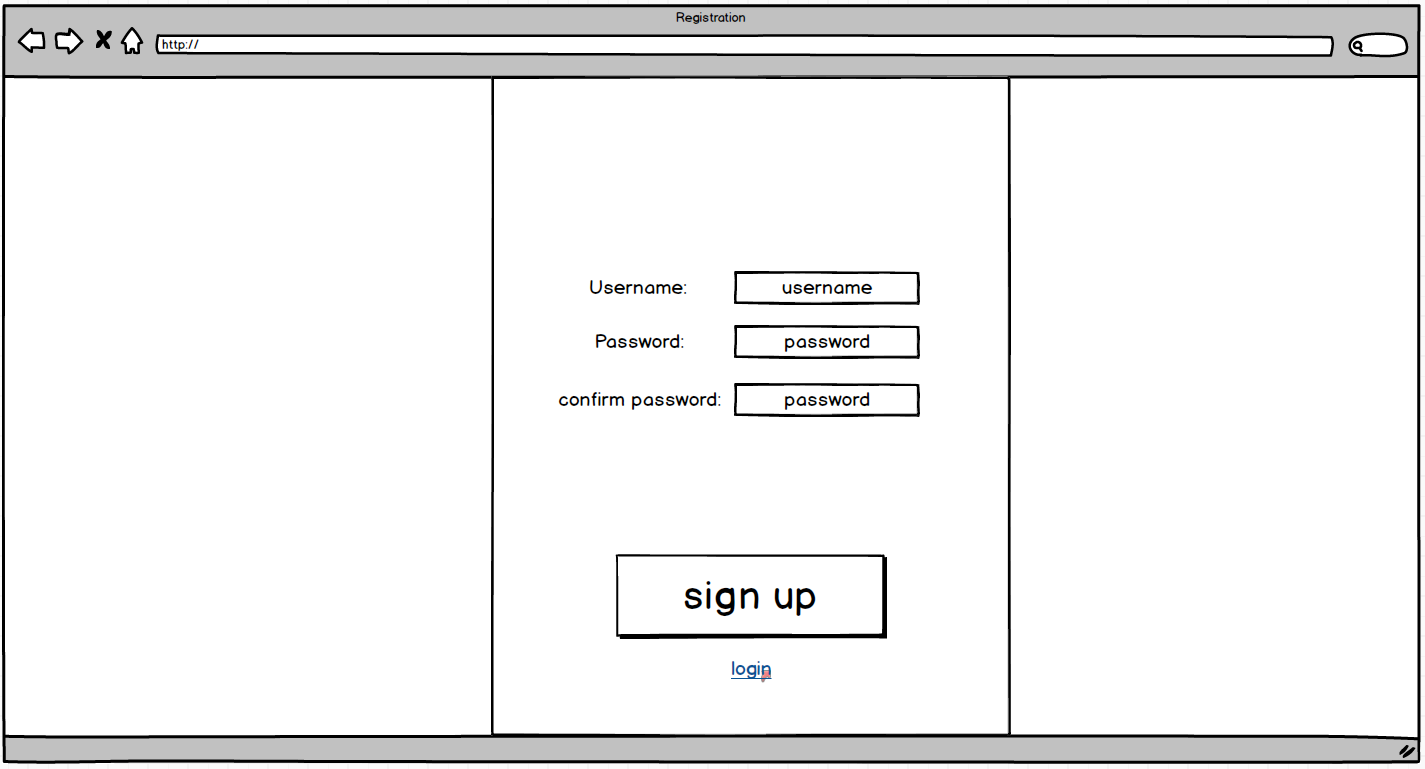 Registration
http://
Username: username
Password: password
confirm password: password
sign up
login